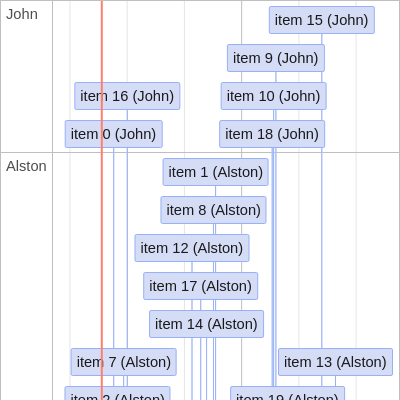 John
item 15 (John)
item 9 (John)
item 16 (John)
item 10 (John)
item 0 (John)
item 18 (John)
Alston
item 1 (Alston)
item 8 (Alston)
item 12 (Alston)
item 17 (Alston)
item 14 (Alston)
item 7 (Alston)
item 13 (Alston)
item 2 (Alston)
item 19 (Alston)